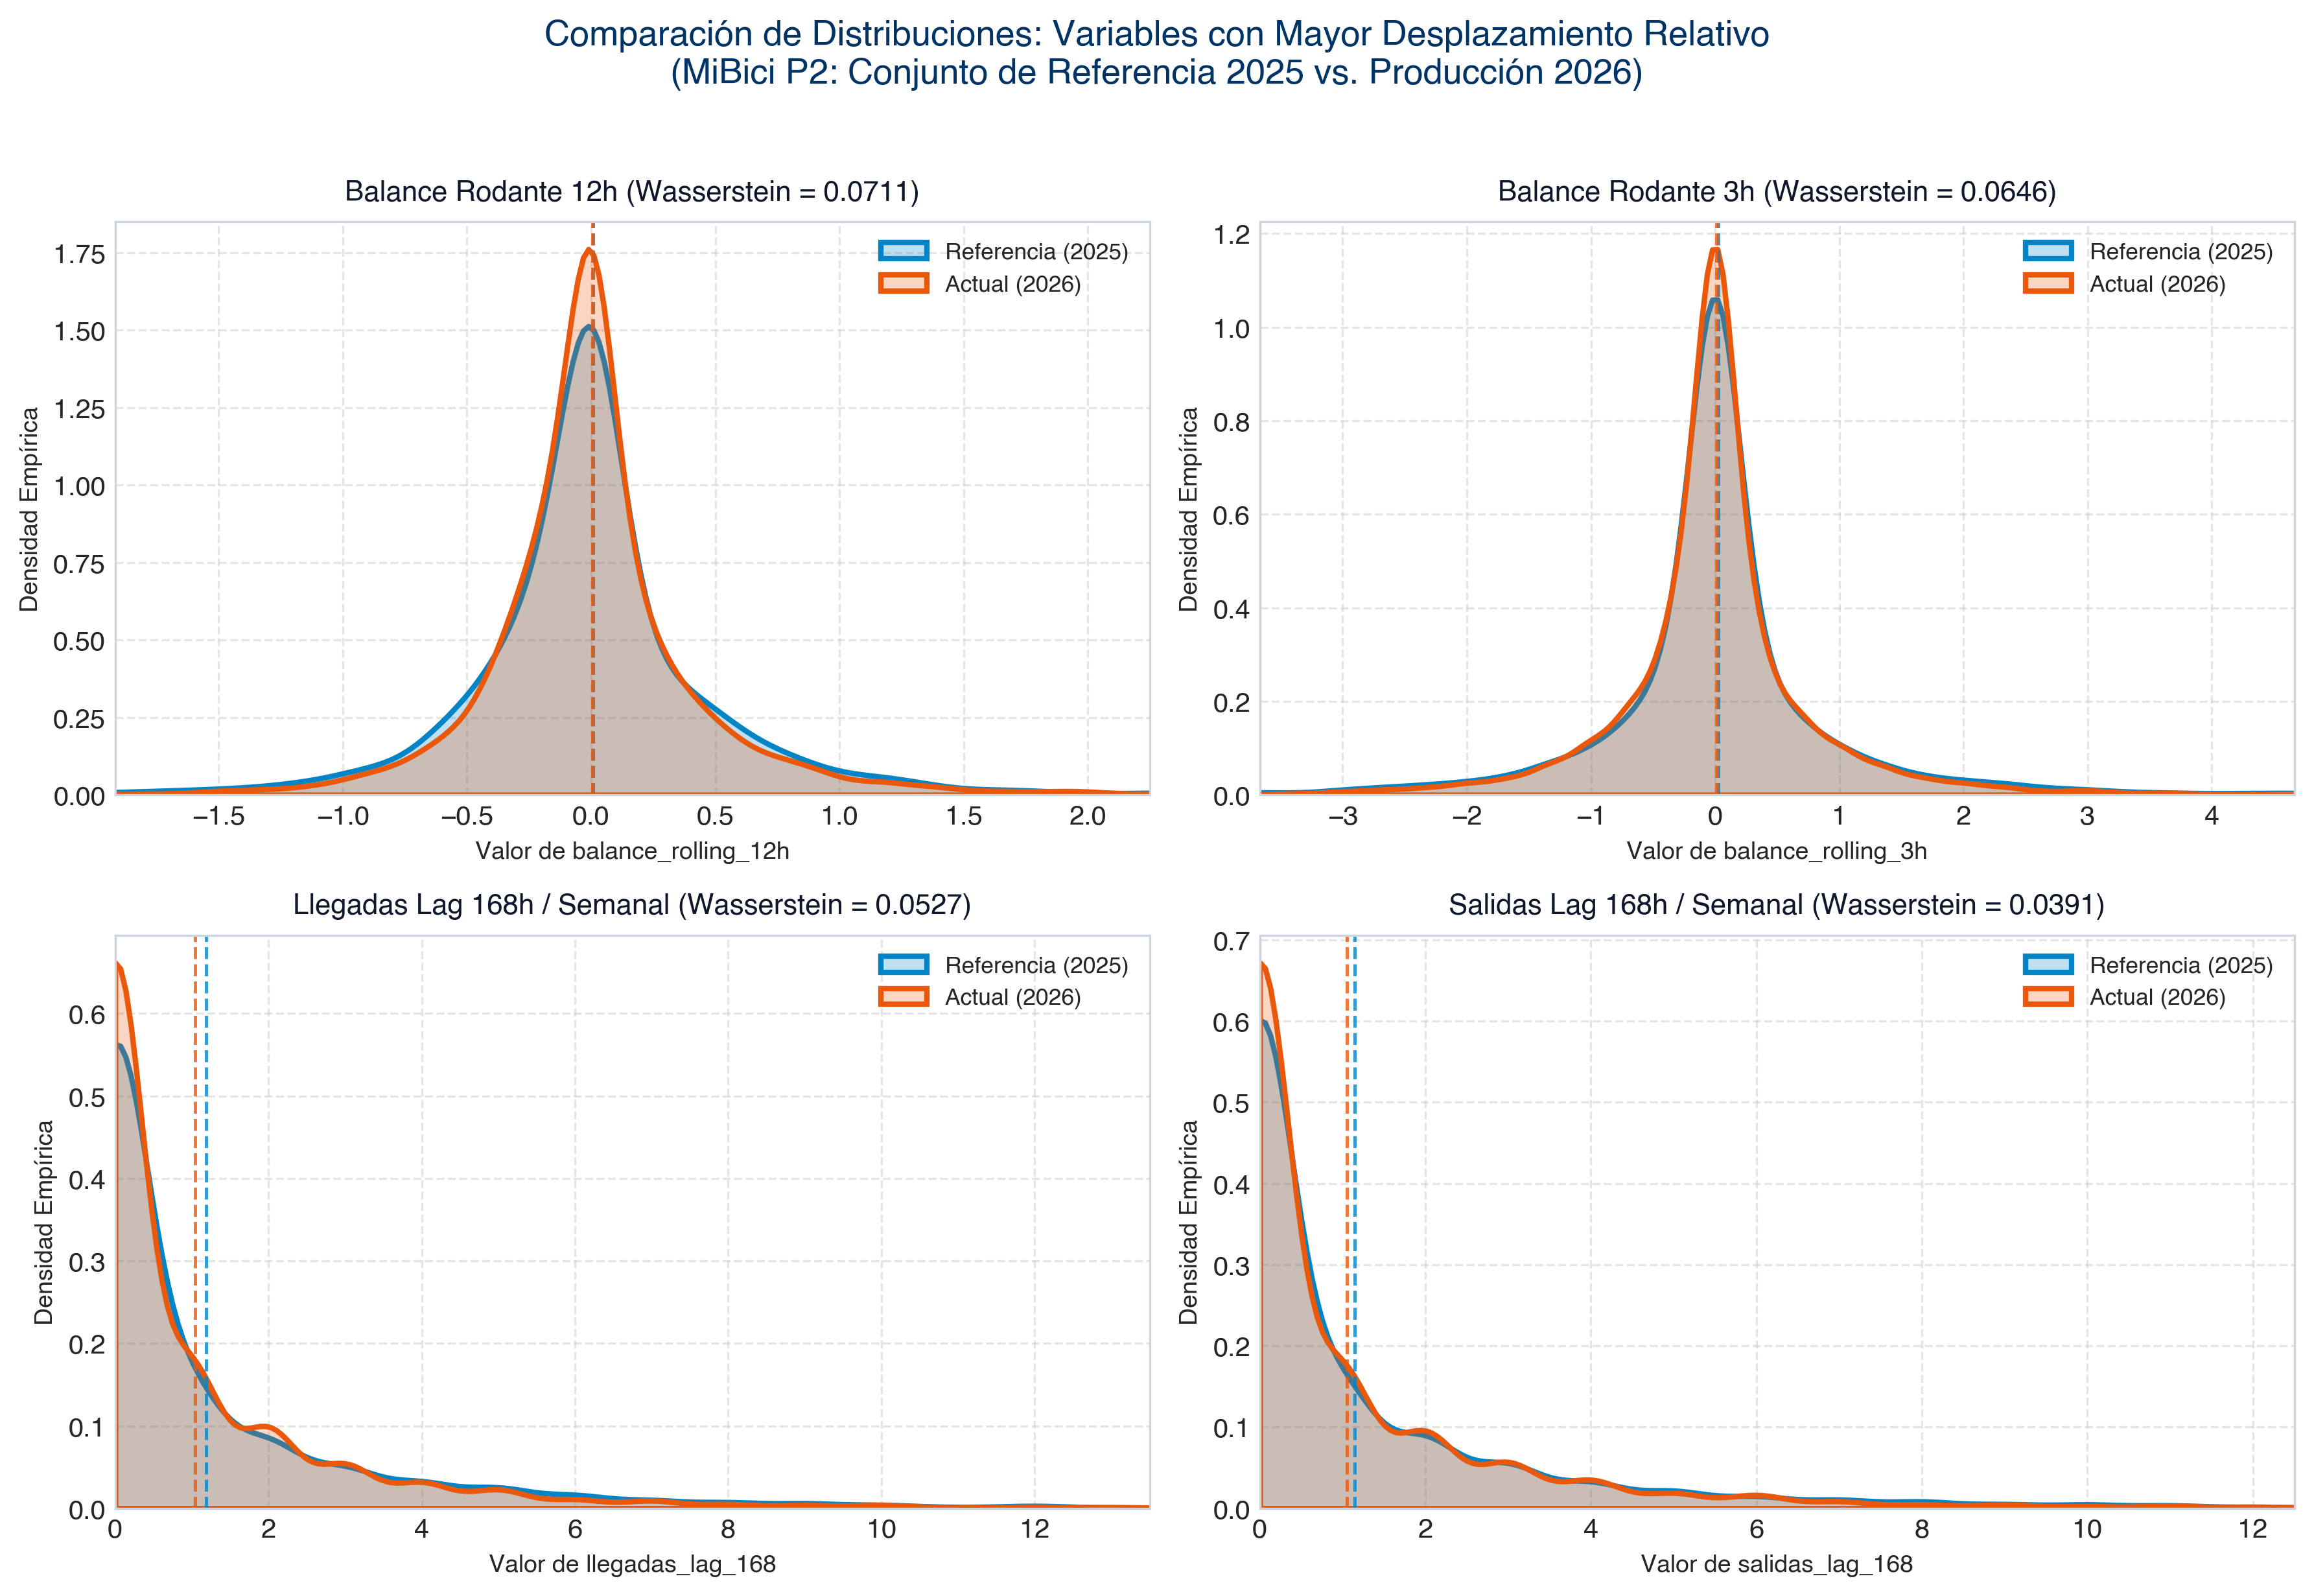 Comparación de Distribuciones: Variables con Mayor Desplazamiento Relativo
(MiBici P2: Conjunto de Referencia 2025 vs. Producción 2026)
Balance Rodante 12h (Wasserstein = 0.0711)
Densidad Empírica
1.75
1.50
1.25
1.00
0.75
0.50
0.25
0.00
Referencia (2025)
Actual (2026)
−1.5 −1.0 −0.5 0.0 0.5 1.0 1.5 2.0
Valor de balance_rolling_12h
Balance Rodante 3h (Wasserstein = 0.0646)
Densidad Empírica
1.2
1.0
0.8
0.6
0.4
0.2
0.0
Referencia (2025)
Actual (2026)
−3 −2 −1 0 1 2 3 4
Valor de balance_rolling_3h
Llegadas Lag 168h / Semanal (Wasserstein = 0.0527)
Densidad Empírica
0.6
0.5
0.4
0.3
0.2
0.1
0.0
Referencia (2025)
Actual (2026)
0 2 4 6 8 10 12
Valor de llegadas_lag_168
Salidas Lag 168h / Semanal (Wasserstein = 0.0391)
Densidad Empírica
0.7
0.6
0.5
0.4
0.3
0.2
0.1
0.0
Referencia (2025)
Actual (2026)
0 2 4 6 8 10 12
Valor de salidas_lag_168